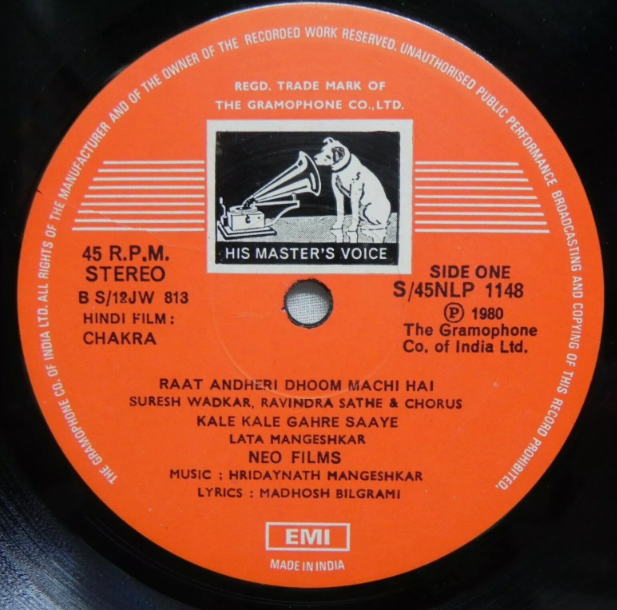 THE GRAMOPHONE CO. OF INDIA LTD. ALL RIGHTS OF THE MANUFACTURER AND OF THE OWNER OF THE RECORDED WORK RESERVED. UNAUTHORISED PUBLIC PERFORMANCE BROADCASTING AND COPYING OF THIS RECORD PROHIBITED.
REGD. TRADE MARK OF
THE GRAMOPHONE CO., LTD.
HIS MASTER'S VOICE
45 R.P.M.
STEREO
B S/12JW 813
HINDI FILM :
CHAKRA
SIDE ONE
S/45NLP 1148
Ⓟ 1980
The Gramophone
Co. of India Ltd.
RAAT ANDHERI DHOOM MACHI HAI
SURESH WADKAR, RAVINDRA SATHE & CHORUS
KALE KALE GAHRE SAAYE
LATA MANGESHKAR
NEO FILMS
MUSIC : HRIDAYNATH MANGESHKAR
LYRICS : MADHOSH BILGRAMI
EMI
MADE IN INDIA